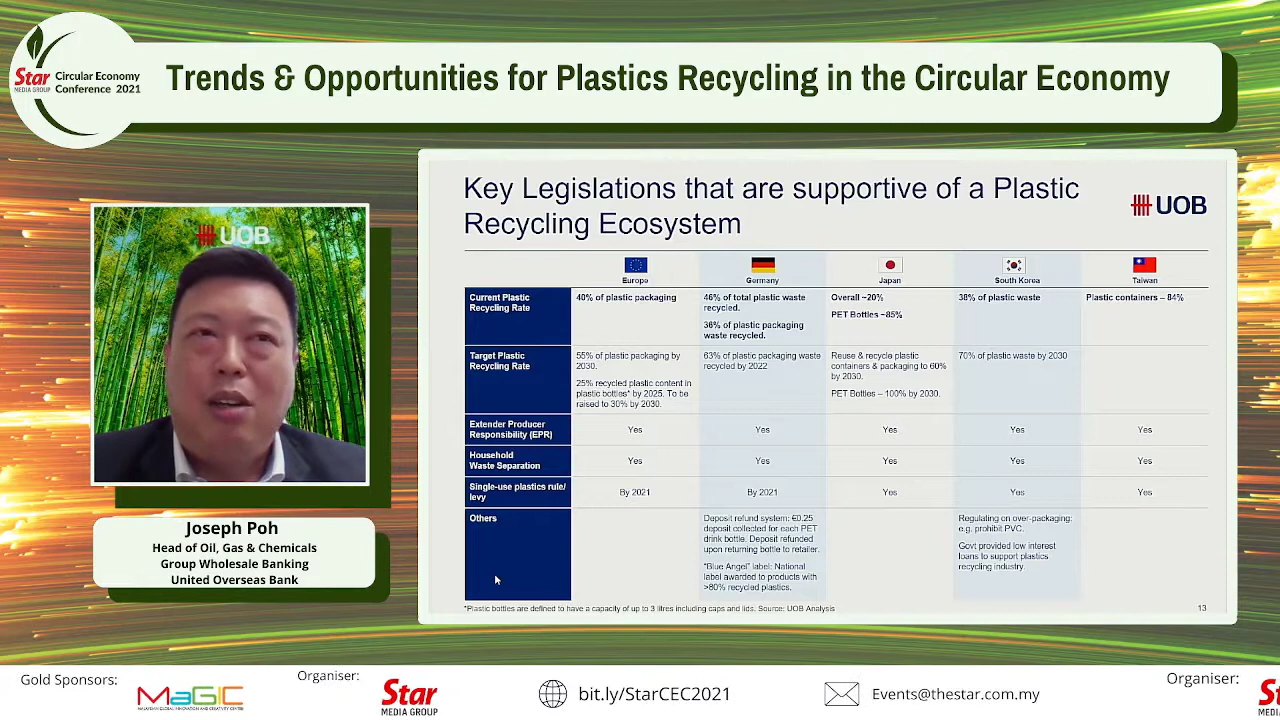 Star
MEDIA GROUP
Circular Economy
Conference 2021
Trends & Opportunities for Plastics Recycling in the Circular Economy
UOB
Joseph Poh
Head of Oil, Gas & Chemicals
Group Wholesale Banking
United Overseas Bank
Key Legislations that are supportive of a Plastic
Recycling Ecosystem
UOB
Europe Germany Japan South Korea Taiwan
Current Plastic
Recycling Rate
40% of plastic packaging
46% of total plastic waste
recycled.
36% of plastic packaging
waste recycled.
Overall ~20%
PET Bottles ~85%
38% of plastic waste
Plastic containers – 84%
Target Plastic
Recycling Rate
55% of plastic packaging by
2030.
25% recycled plastic content in
plastic bottles* by 2025. To be
raised to 30% by 2030.
63% of plastic packaging waste
recycled by 2022
Reuse & recycle plastic
containers & packaging to 60%
by 2030.
PET Bottles – 100% by 2030.
70% of plastic waste by 2030
Extender Producer
Responsibility (EPR)
Yes Yes Yes Yes Yes
Household
Waste Separation
Yes Yes Yes Yes Yes
Single-use plastics rule/
levy
By 2021 By 2021 Yes Yes Yes
Others
Deposit refund system: €0.25
deposit collected for each PET
drink bottle. Deposit refunded
upon returning bottle to retailer.
"Blue Angel" label: National
label awarded to products with
>80% recycled plastics.
Regulating on over-packaging:
e.g. prohibit PVC.
Govt provided low interest
loans to support plastics
recycling industry.
*Plastic bottles are defined to have a capacity of up to 3 litres including caps and lids. Source: UOB Analysis
13
Gold Sponsors:
MaGIC
MALAYSIAN GLOBAL INNOVATION AND CREATIVITY CENTRE
Organiser:
Star
MEDIA GROUP
bit.ly/StarCEC2021
Events@thestar.com.my
Organiser: